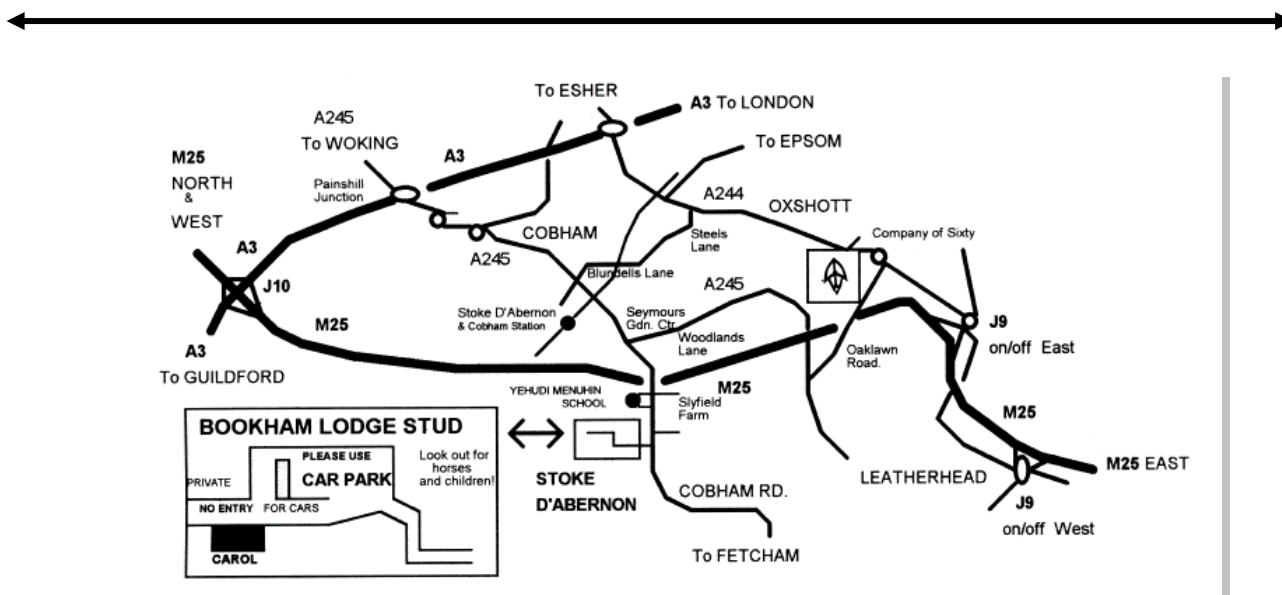 To ESHER
A3 To LONDON
A245
To WOKING
To EPSOM
M25
NORTH
&
WEST
A3
Painshill
Junction
A244
OXSHOTT
Company of Sixty
COBHAM
Steels
Lane
A3
A245
Blundells Lane
J10
A245
Stoke D'Abernon
& Cobham Station
Seymours
Gdn. Ctr.
Woodlands
Lane
M25
J9
on/off East
Oaklawn
Road.
A3
To GUILDFORD
YEHUDI MENUHIN
SCHOOL
M25
Slyfield
Farm
M25
BOOKHAM LODGE STUD
PLEASE USE
CAR PARK
Look out for
horses
and children!
PRIVATE
NO ENTRY FOR CARS
CAROL
STOKE
D'ABERNON
COBHAM RD.
To FETCHAM
LEATHERHEAD
M25 EAST
J9
on/off West